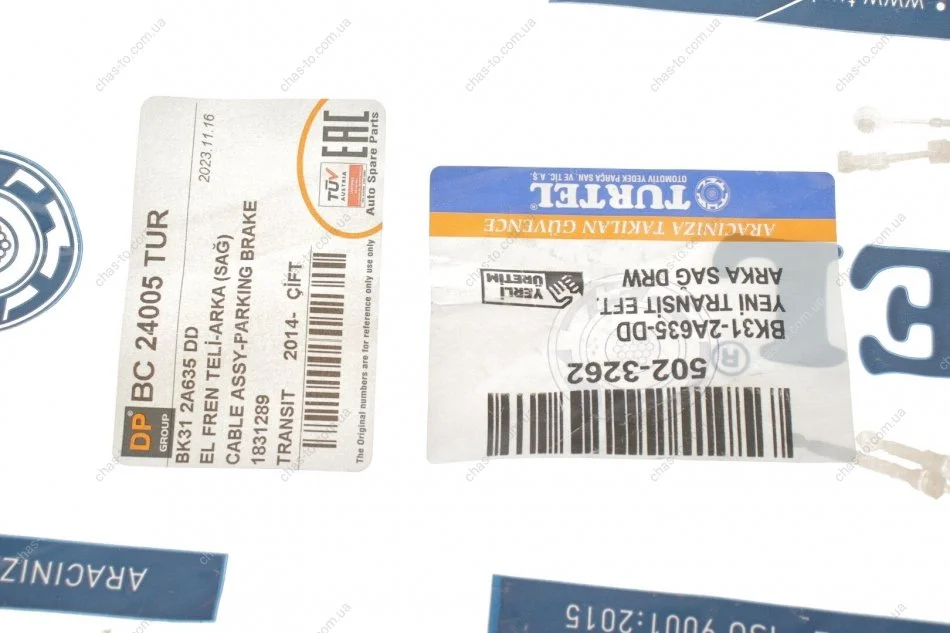 DP® GROUP
BC 24005 TUR
2023.11.16
BK31 2A635 DD
EL FREN TELİ-ARKA (SAĞ)
CABLE ASSY-PARKING BRAKE
1831289
TRANSIT 2014- ÇİFT
TÜV
AUSTRIA
EAC
Auto Spare Parts
The Original numbers are for reference only use only
TURTEL
OTOMOTİV YEDEK PARÇA SAN. VE TİC. A.Ş.
ARACINIZA TAKILAN GÜVENCE
YERLİ
ÜRETİM
ARKA SAĞ DRW
YENİ TRANSİT EFT.
BK31-2A635-DD
502-3262
ARACINIZ
ISO 9001:2015
chas-to.com.ua